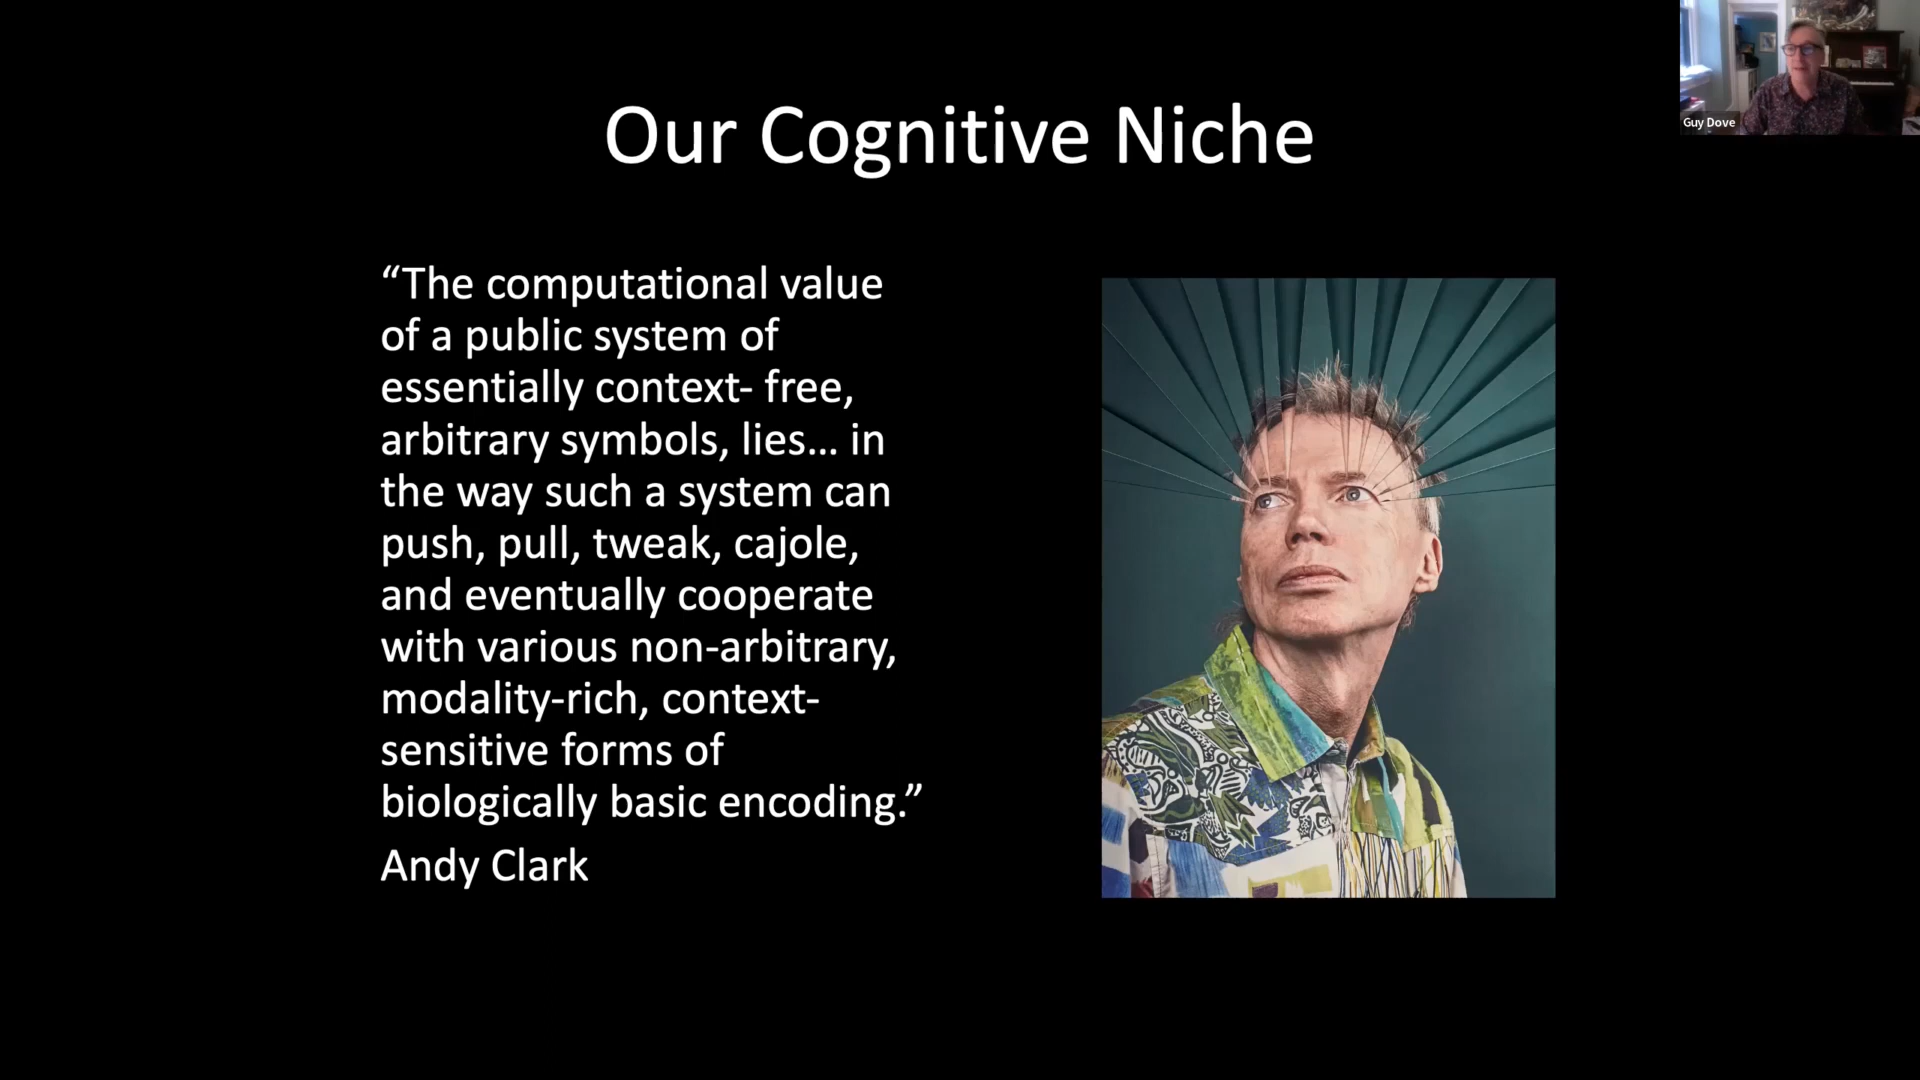 Our Cognitive Niche
Guy Dove
“The computational value
of a public system of
essentially context- free,
arbitrary symbols, lies… in
the way such a system can
push, pull, tweak, cajole,
and eventually cooperate
with various non-arbitrary,
modality-rich, context-
sensitive forms of
biologically basic encoding.”
Andy Clark